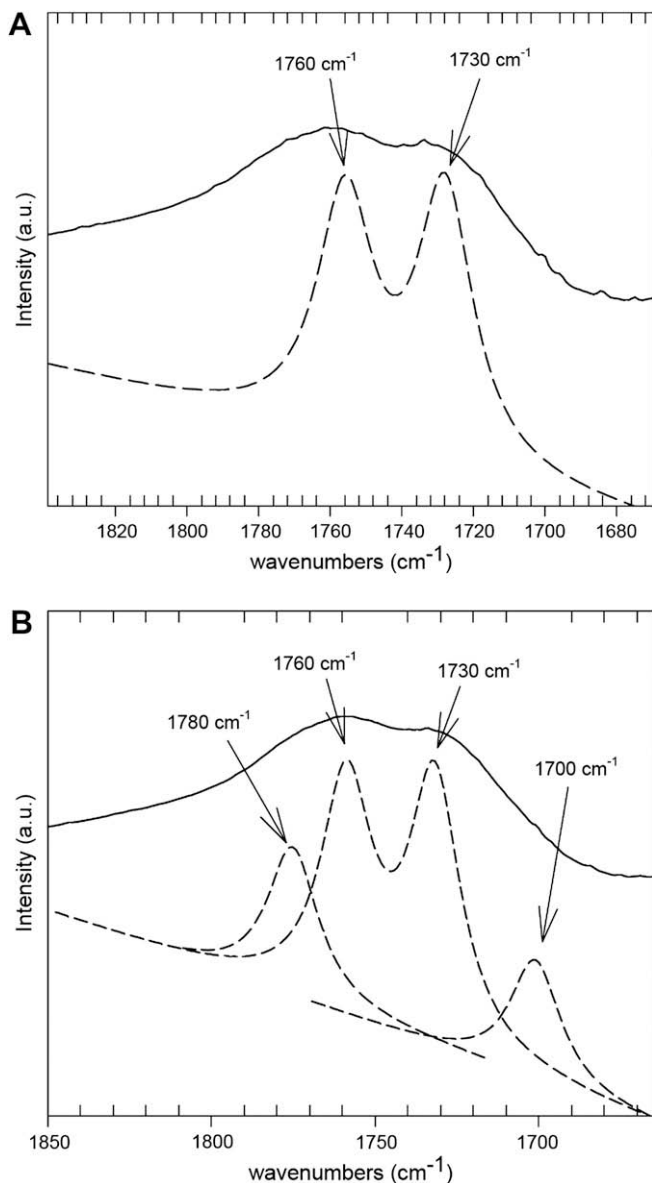 A
1760 cm⁻¹
1730 cm⁻¹
Intensity (a.u.)
1820 1800 1780 1760 1740 1720 1700 1680
wavenumbers (cm⁻¹)
B
1760 cm⁻¹
1730 cm⁻¹
1780 cm⁻¹
1700 cm⁻¹
Intensity (a.u.)
1850 1800 1750 1700
wavenumbers (cm⁻¹)